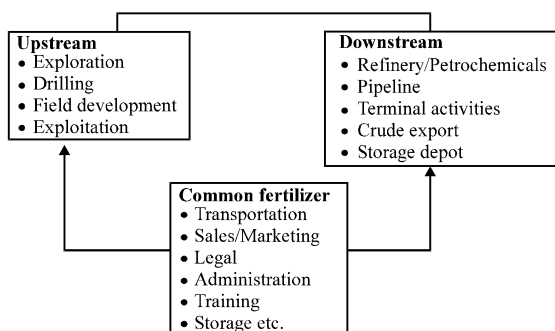 Upstream
• Exploration
• Drilling
• Field development
• Exploitation
Downstream
• Refinery/Petrochemicals
• Pipeline
• Terminal activities
• Crude export
• Storage depot
Common fertilizer
• Transportation
• Sales/Marketing
• Legal
• Administration
• Training
• Storage etc.